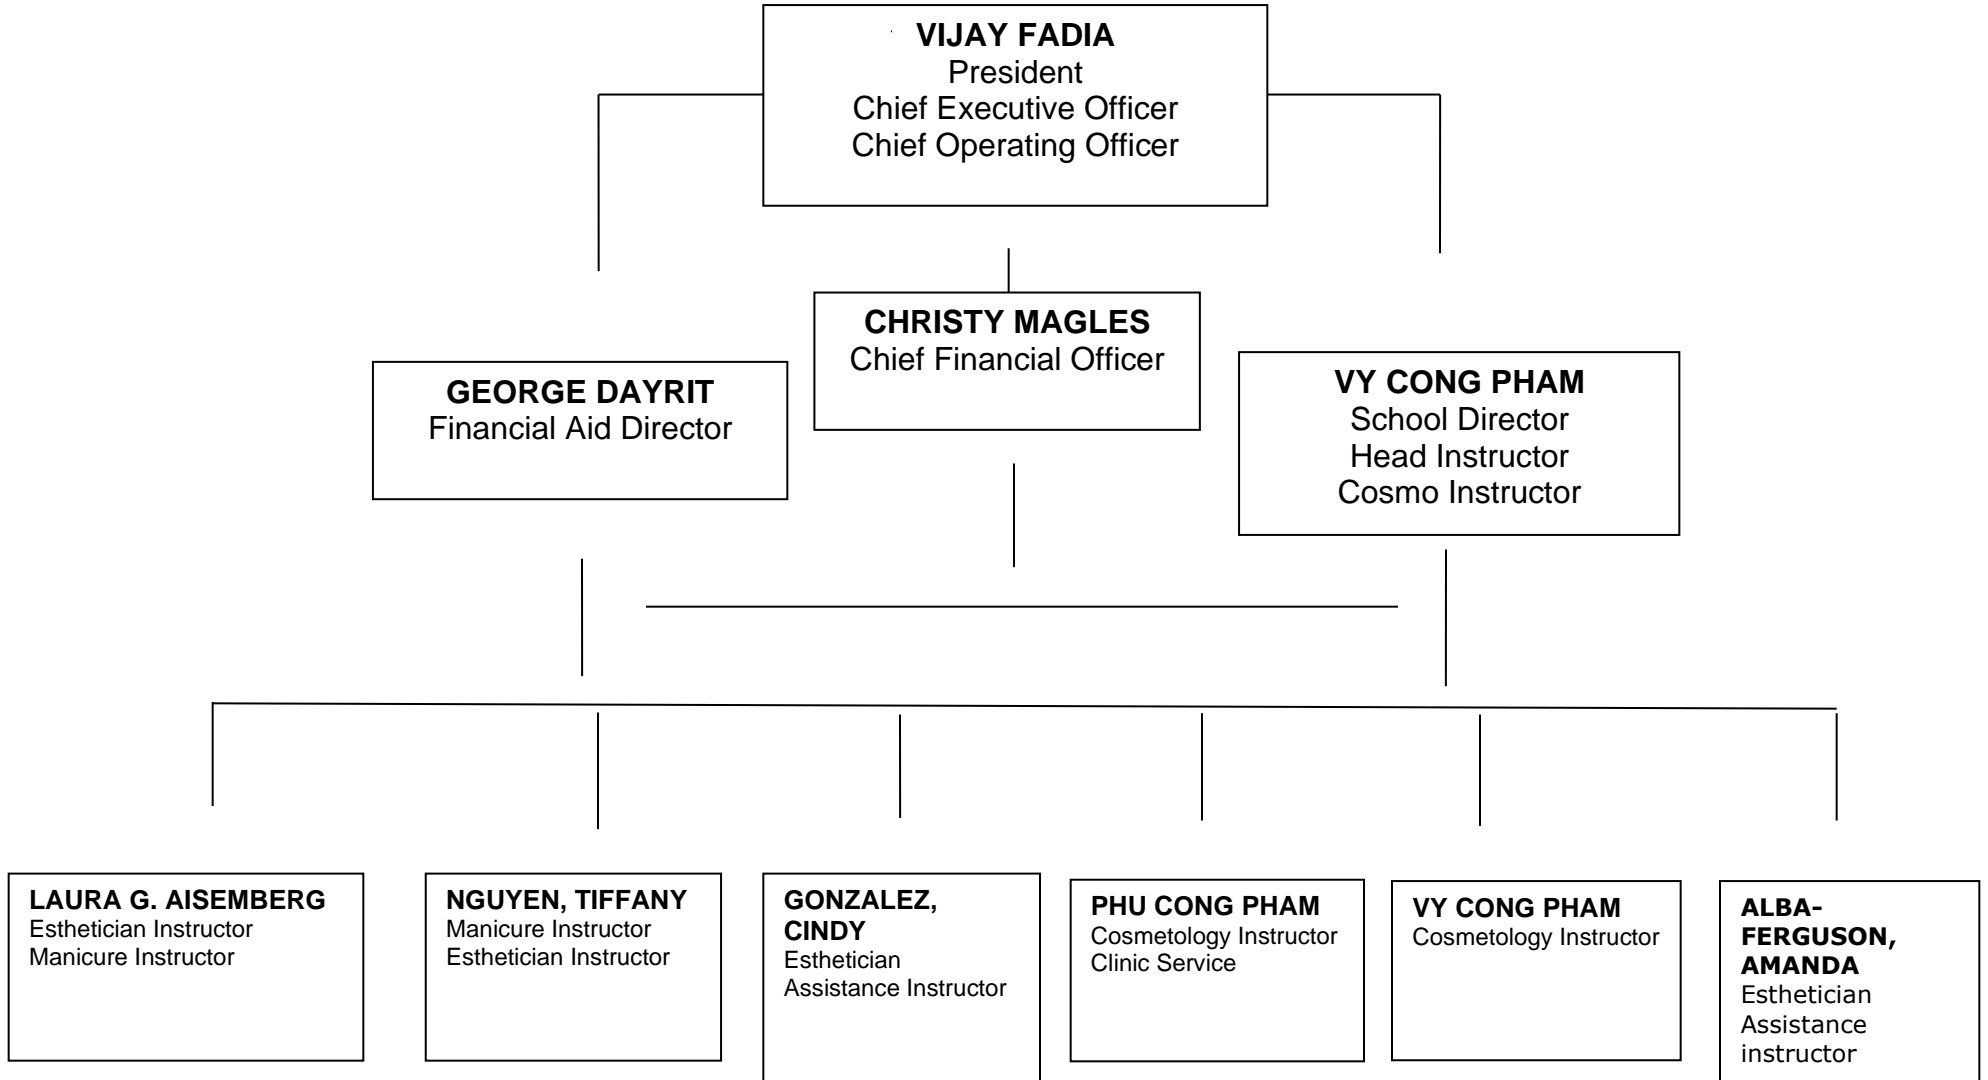 VIJAY FADIA
President
Chief Executive Officer
Chief Operating Officer
CHRISTY MAGLES
Chief Financial Officer
GEORGE DAYRIT
Financial Aid Director
VY CONG PHAM
School Director
Head Instructor
Cosmo Instructor
LAURA G. AISEMBERG
Esthetician Instructor
Manicure Instructor
NGUYEN, TIFFANY
Manicure Instructor
Esthetician Instructor
GONZALEZ,
CINDY
Esthetician
Assistance Instructor
PHU CONG PHAM
Cosmetology Instructor
Clinic Service
VY CONG PHAM
Cosmetology Instructor
ALBA-
FERGUSON,
AMANDA
Esthetician
Assistance
instructor